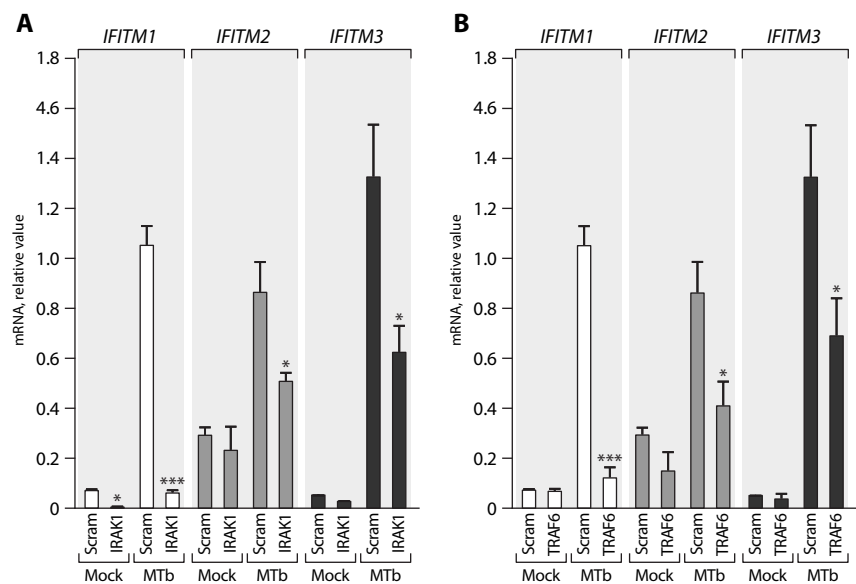 A
IFITM1 IFITM2 IFITM3
mRNA, relative value
1.8
4.6
1.4
1.2
1.0
0.8
0.6
0.4
0.2
0
* *** * *
Scram IRAK1 Scram IRAK1 Scram IRAK1 Scram IRAK1 Scram IRAK1 Scram IRAK1
Mock MTb Mock MTb Mock MTb
B
IFITM1 IFITM2 IFITM3
mRNA, relative value
1.8
4.6
1.4
1.2
1.0
0.8
0.6
0.4
0.2
0
*** * *
Scram TRAF6 Scram TRAF6 Scram TRAF6 Scram TRAF6 Scram TRAF6 Scram TRAF6
Mock MTb Mock MTb Mock MTb